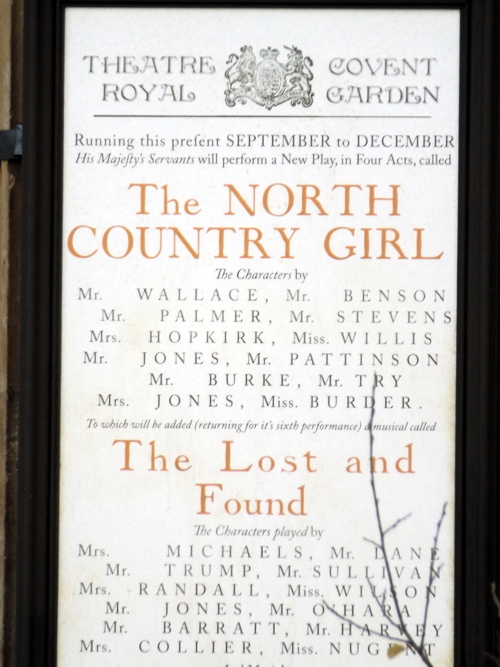 THEATRE ROYAL COVENT GARDEN
Running this prefent SEPTEMBER to DECEMBER
His Majefty's Servants will perform a New Play, in Four Acts, called
The NORTH
COUNTRY GIRL
The Characters by
Mr. WALLACE, Mr. BENSON
Mr. PALMER, Mr. STEVENS
Mrs. HOPKIRK, Miss. WILLIS
Mr. JONES, Mr. PATTINSON
Mr. BURKE, Mr. TRY
Mrs. JONES, Miss. BURDER.
To which will be added (returning for it's sixth performance) a musical called
The Lost and
Found
The Characters played by
Mrs. MICHAELS, Mr. DANE
Mr. TRUMP, Mr. SULLIVAN
Mrs. RANDALL, Miss. WILSON
Mr. JONES, Mr. O'HARA
Mr. BARRATT, Mr. HARVEY
Mrs. COLLIER, Miss. NUGENT